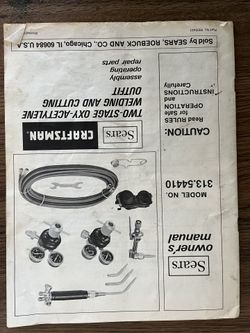 Sears
owner's
manual
MODEL NO.
313.54410
CAUTION:
Read RULES
for Safe
OPERATION
and
INSTRUCTIONS
Carefully
Sears
CRAFTSMAN
TWO-STAGE OXY-ACETYLENE
WELDING AND CUTTING
OUTFIT
assembly
operating
repair parts
Sold by SEARS, ROEBUCK AND CO., Chicago, IL 60684 U.S.A.